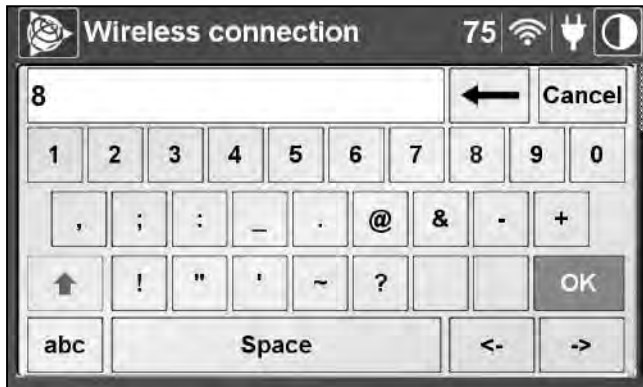 Wireless connection 75
8 Cancel
1 2 3 4 5 6 7 8 9 0
, ; : _ . @ & - +
! " ' ~ ? OK
abc Space <- ->